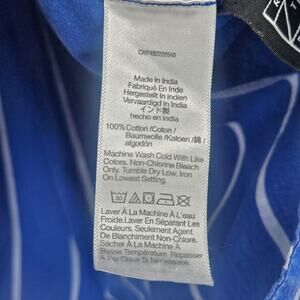 CXP482226548
Made In India
Fabriqué En Inde
Hergestellt In Indien
Vervaardigd In India
インド製
hecho en india
100% Cotton /Coton /
Baumwolle /Katoen /綿 /
algodón
Machine Wash Cold With Like
Colors. Non-Chlorine Bleach
Only. Tumble Dry Low, Iron
on Lowest Setting.
30
Laver À La Machine À L'eau
Froide. Laver En Séparant Les
Couleurs. Seulement Agent
De Blanchiment Non-Chloré.
Sécher À La Machine À
Basse Température. Repasser